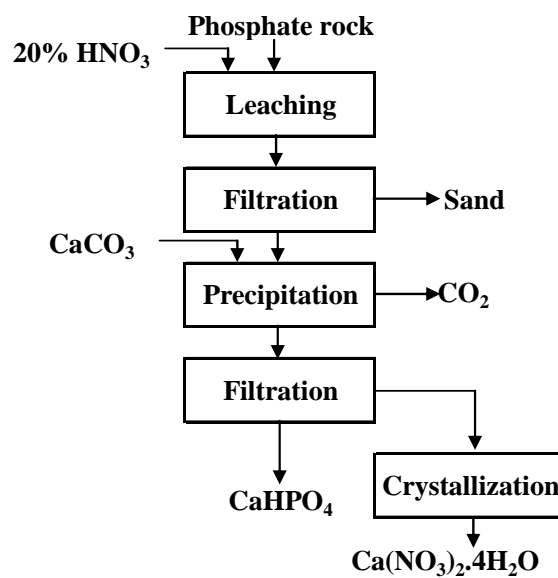 Phosphate rock
20% HNO₃
Leaching
Filtration
Sand
CaCO₃
Precipitation
CO₂
Filtration
Crystallization
CaHPO₄
Ca(NO₃)₂.4H₂O